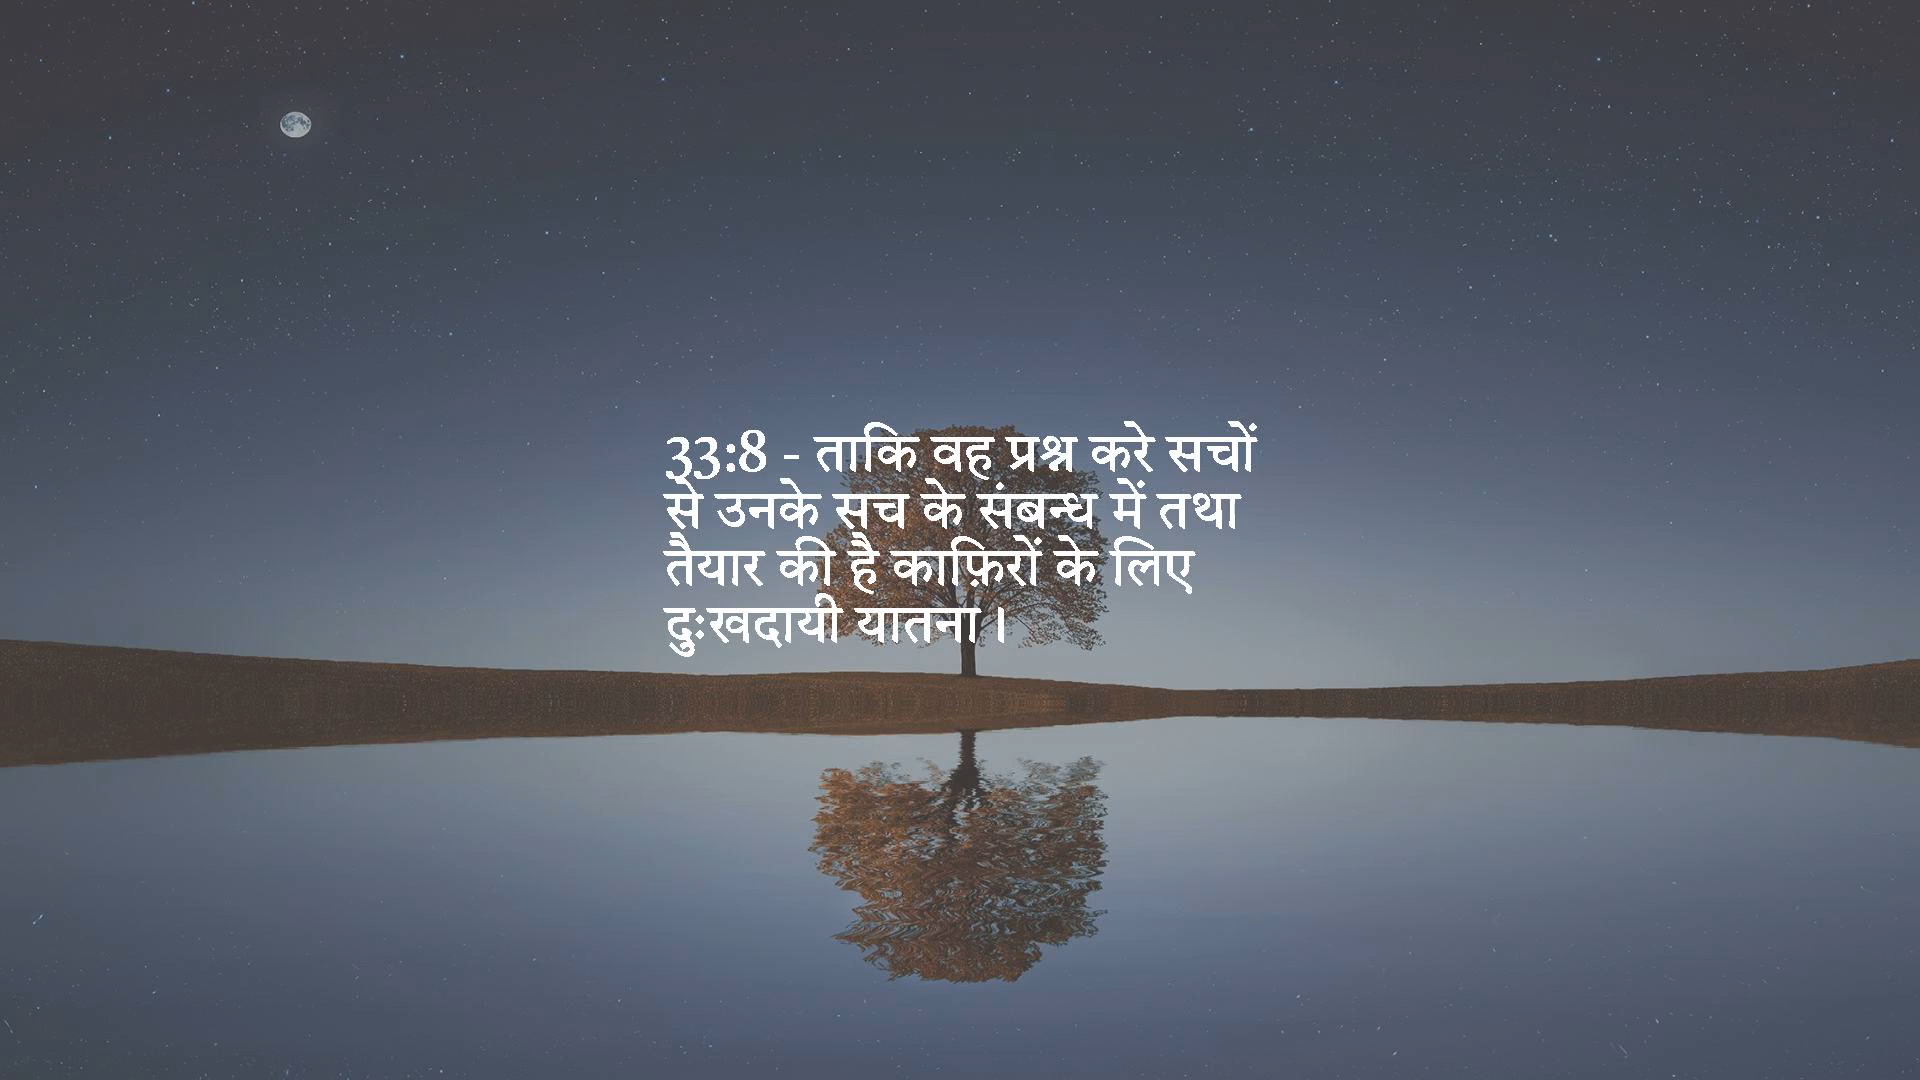 33:8 - ताकि वह प्रश्न करे सचों
से उनके सच के संबन्ध में तथा
तैयार की है काफ़िरों के लिए
दुःखदायी यातना।